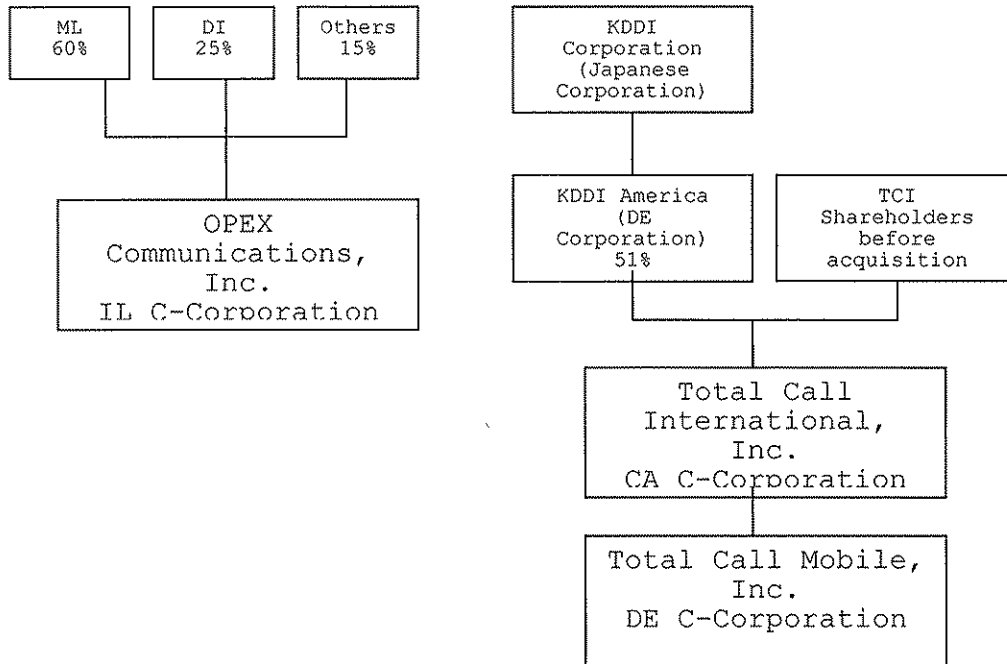 ML
60%
DI
25%
Others
15%
OPEX
Communications,
Inc.
IL C-Corporation
KDDI
Corporation
(Japanese
Corporation)
KDDI America
(DE
Corporation)
51%
TCI
Shareholders
before
acquisition
Total Call
International,
Inc.
CA C-Corporation
Total Call Mobile,
Inc.
DE C-Corporation